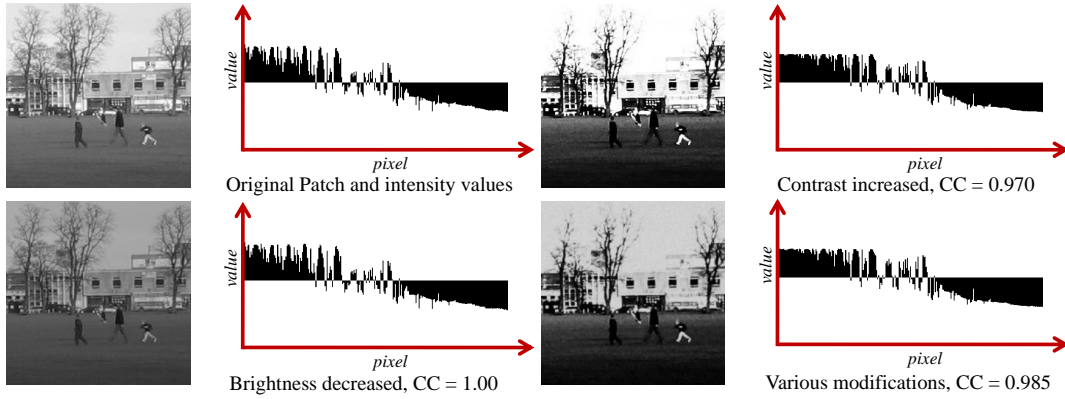 value
pixel
Original Patch and intensity values
value
pixel
Contrast increased, CC = 0.970
value
pixel
Brightness decreased, CC = 1.00
value
pixel
Various modifications, CC = 0.985